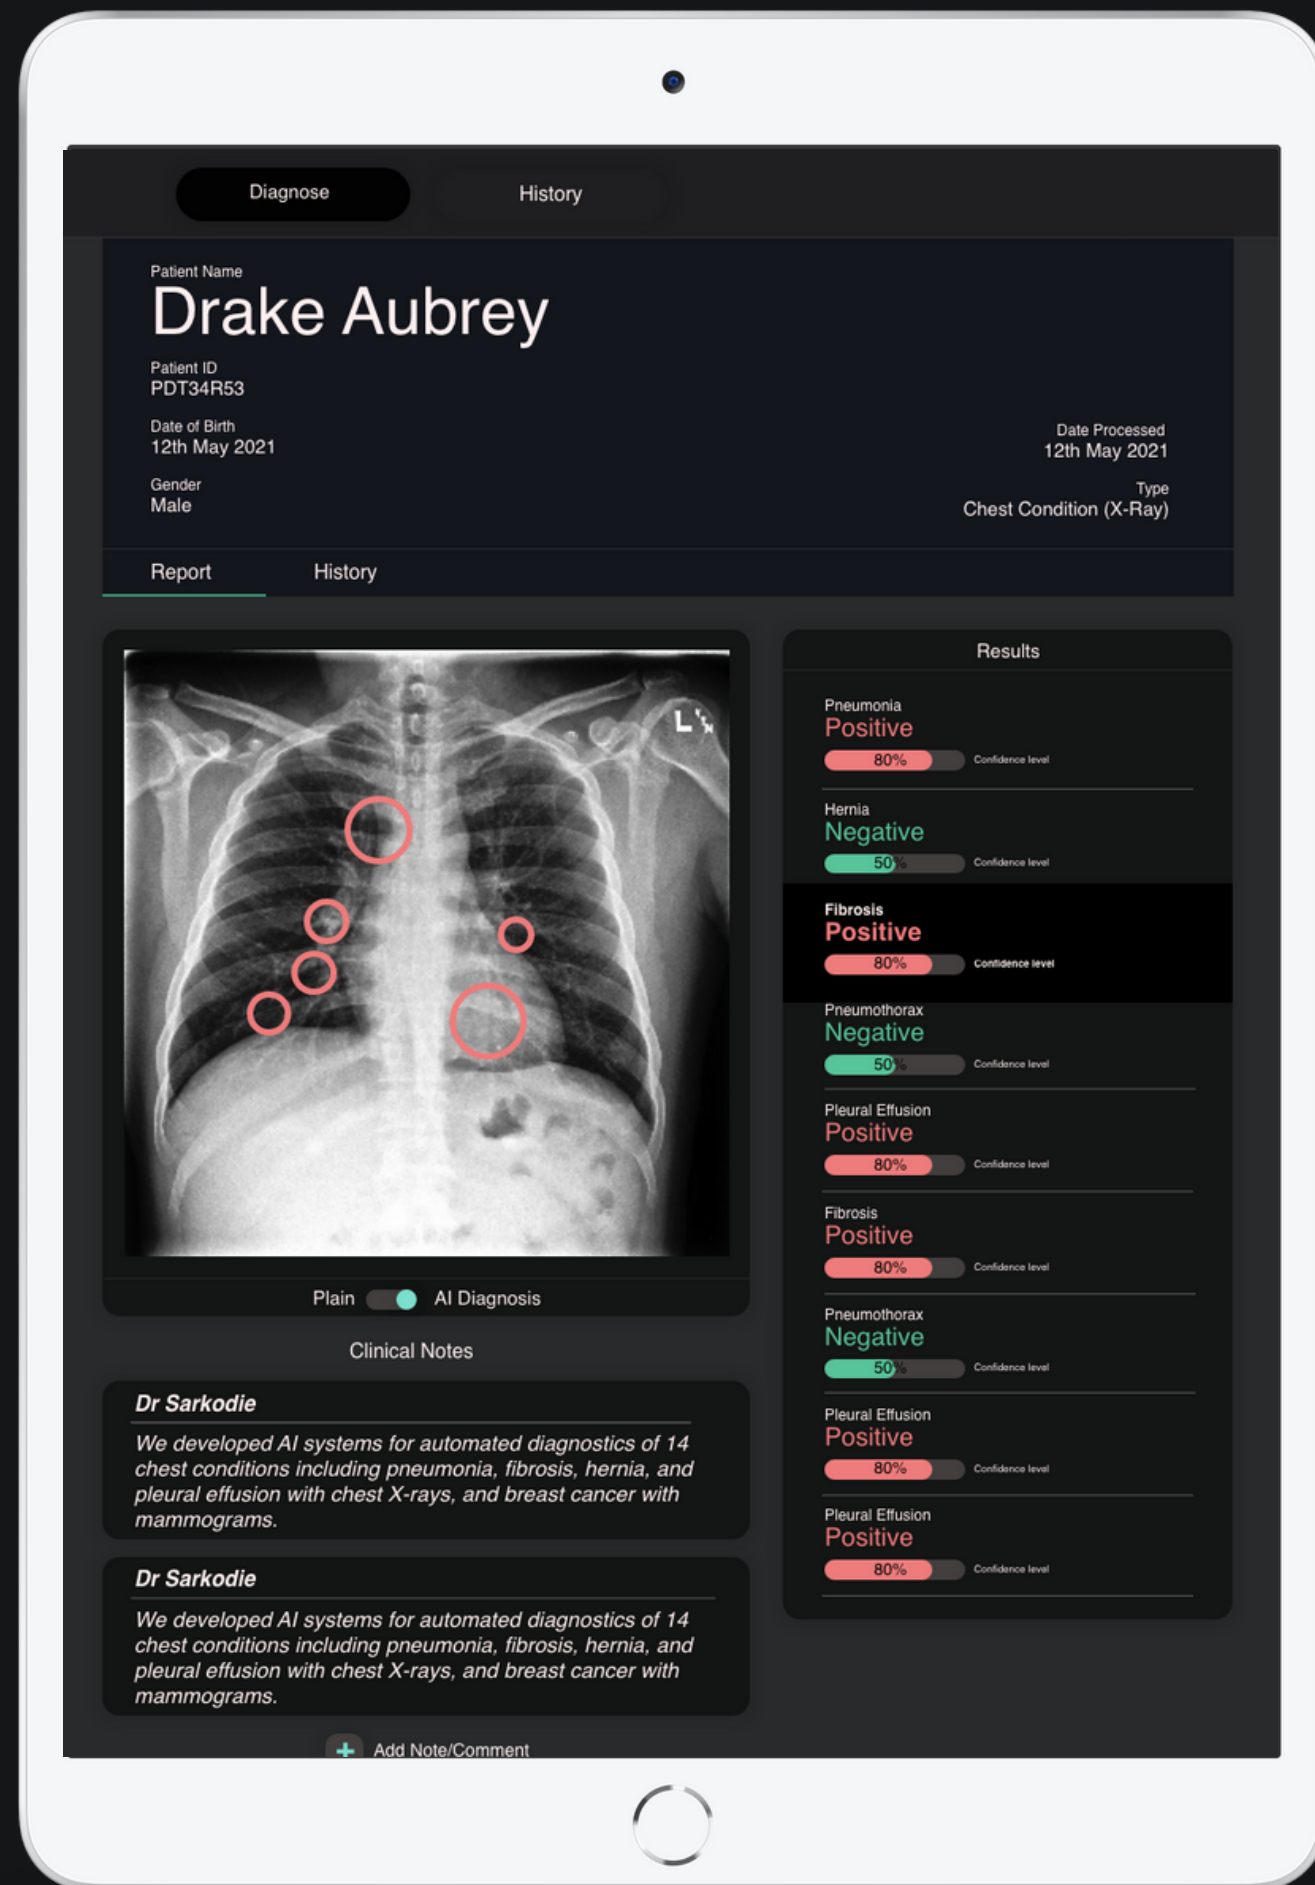 Diagnose
History
Patient Name
Drake Aubrey
Patient ID
PDT34R53
Date of Birth
12th May 2021
Gender
Male
Date Processed
12th May 2021
Type
Chest Condition (X-Ray)
Report
History
L
Plain
AI Diagnosis
Clinical Notes
Dr Sarkodie
We developed AI systems for automated diagnostics of 14
chest conditions including pneumonia, fibrosis, hernia, and
pleural effusion with chest X-rays, and breast cancer with
mammograms.
Dr Sarkodie
We developed AI systems for automated diagnostics of 14
chest conditions including pneumonia, fibrosis, hernia, and
pleural effusion with chest X-rays, and breast cancer with
mammograms.
Add Note/Comment
Results
Pneumonia
Positive
80% Confidence level
Hernia
Negative
50% Confidence level
Fibrosis
Positive
80% Confidence level
Pneumothorax
Negative
50% Confidence level
Pleural Effusion
Positive
80% Confidence level
Fibrosis
Positive
80% Confidence level
Pneumothorax
Negative
50% Confidence level
Pleural Effusion
Positive
80% Confidence level
Pleural Effusion
Positive
80% Confidence level